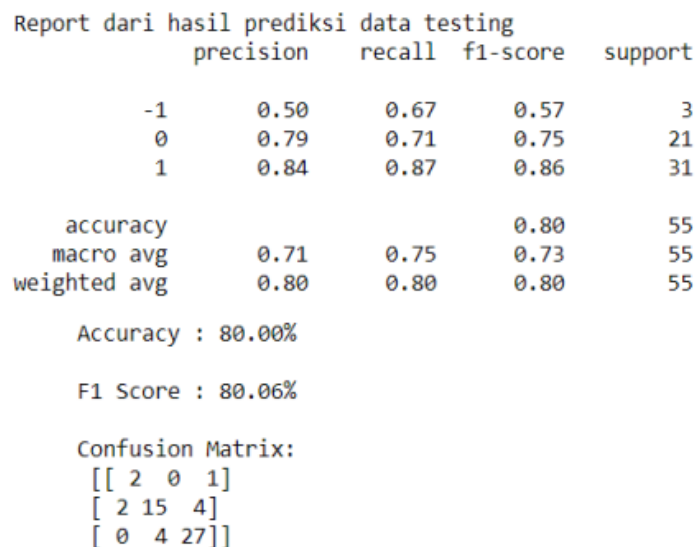 Report dari hasil prediksi data testing
precision recall f1-score support
-1 0.50 0.67 0.57 3
0 0.79 0.71 0.75 21
1 0.84 0.87 0.86 31
accuracy 0.80 55
macro avg 0.71 0.75 0.73 55
weighted avg 0.80 0.80 0.80 55
Accuracy : 80.00%
F1 Score : 80.06%
Confusion Matrix:
[[ 2 0 1]
[ 2 15 4]
[ 0 4 27]]